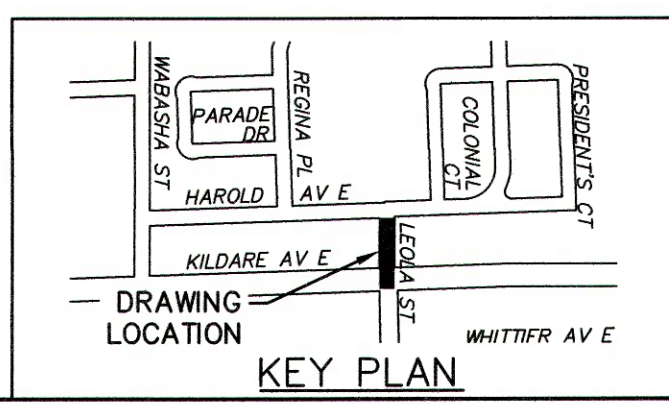 WABASHA ST
PARADE
DR
REGINA PL
COLONIAL
CT
PRESIDENT'S CT
HAROLD AV E
KILDARE AV E
LEOLA ST
DRAWING
LOCATION
WHITTIFR AV E
KEY PLAN